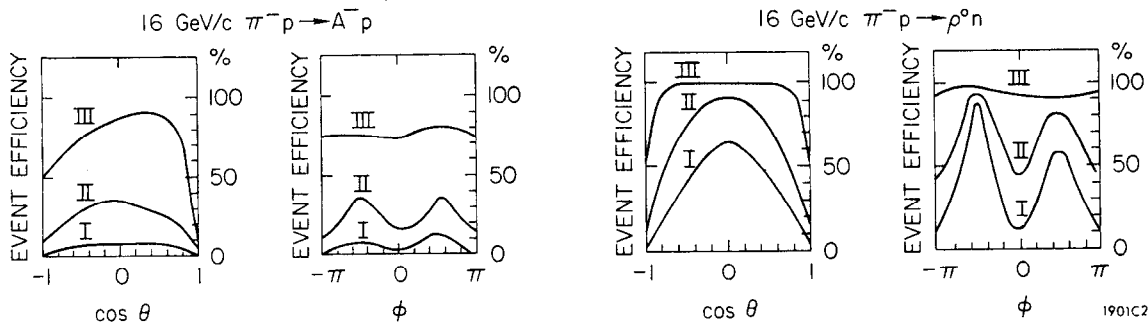 16 GeV/c π⁻p → A⁻p
EVENT EFFICIENCY
%
100
50
0
III
II
I
-1 0 1
cos θ
EVENT EFFICIENCY
%
100
50
0
III
II
I
-π 0 π
φ
16 GeV/c π⁻p → ρ°n
EVENT EFFICIENCY
%
100
50
0
III
II
I
-1 0 1
cos θ
EVENT EFFICIENCY
%
100
50
0
III
II
I
-π 0 π
φ
1901C2